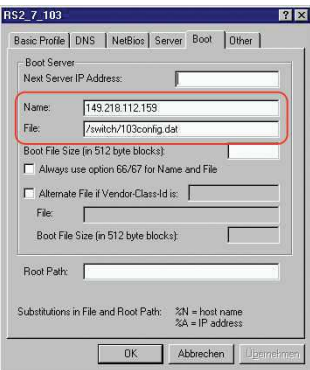 RS2_7_103
Basic Profile DNS NetBios Server Boot Other
Boot Server
Next Server IP Address:
Name: 149.218.112.159
File: /switch/103config.dat
Boot File Size (in 512 byte blocks):
Always use option 66/67 for Name and File
Alternate File if Vendor-Class-Id is:
File:
Boot File Size (in 512 byte blocks):
Root Path:
Substitutions in File and Root Path: %N = host name
%A = IP address
OK Abbrechen Übernehmen